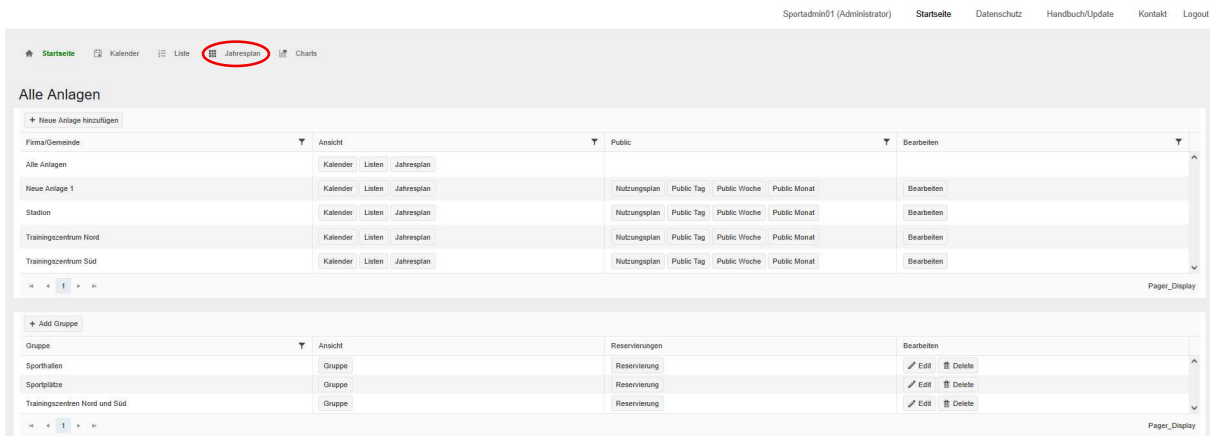 Sportadmin01 (Administrator) Startseite Datenschutz Handbuch/Update Kontakt Logout
Startseite Kalender Liste Jahresplan Charts
Alle Anlagen
+ Neue Anlage hinzufügen
Firma/Gemeinde Ansicht Public Bearbeiten
Alle Anlagen Kalender Listen Jahresplan
Neue Anlage 1 Kalender Listen Jahresplan Nutzungsplan Public Tag Public Woche Public Monat Bearbeiten
Stadion Kalender Listen Jahresplan Nutzungsplan Public Tag Public Woche Public Monat Bearbeiten
Trainingszentrum Nord Kalender Listen Jahresplan Nutzungsplan Public Tag Public Woche Public Monat Bearbeiten
Trainingszentrum Süd Kalender Listen Jahresplan Nutzungsplan Public Tag Public Woche Public Monat Bearbeiten
1 Pager_Display
+ Add Gruppe
Gruppe Ansicht Reservierungen Bearbeiten
Sporthallen Gruppe Reservierung Edit Delete
Sportplätze Gruppe Reservierung Edit Delete
Trainingszentren Nord und Süd Gruppe Reservierung Edit Delete
1 Pager_Display